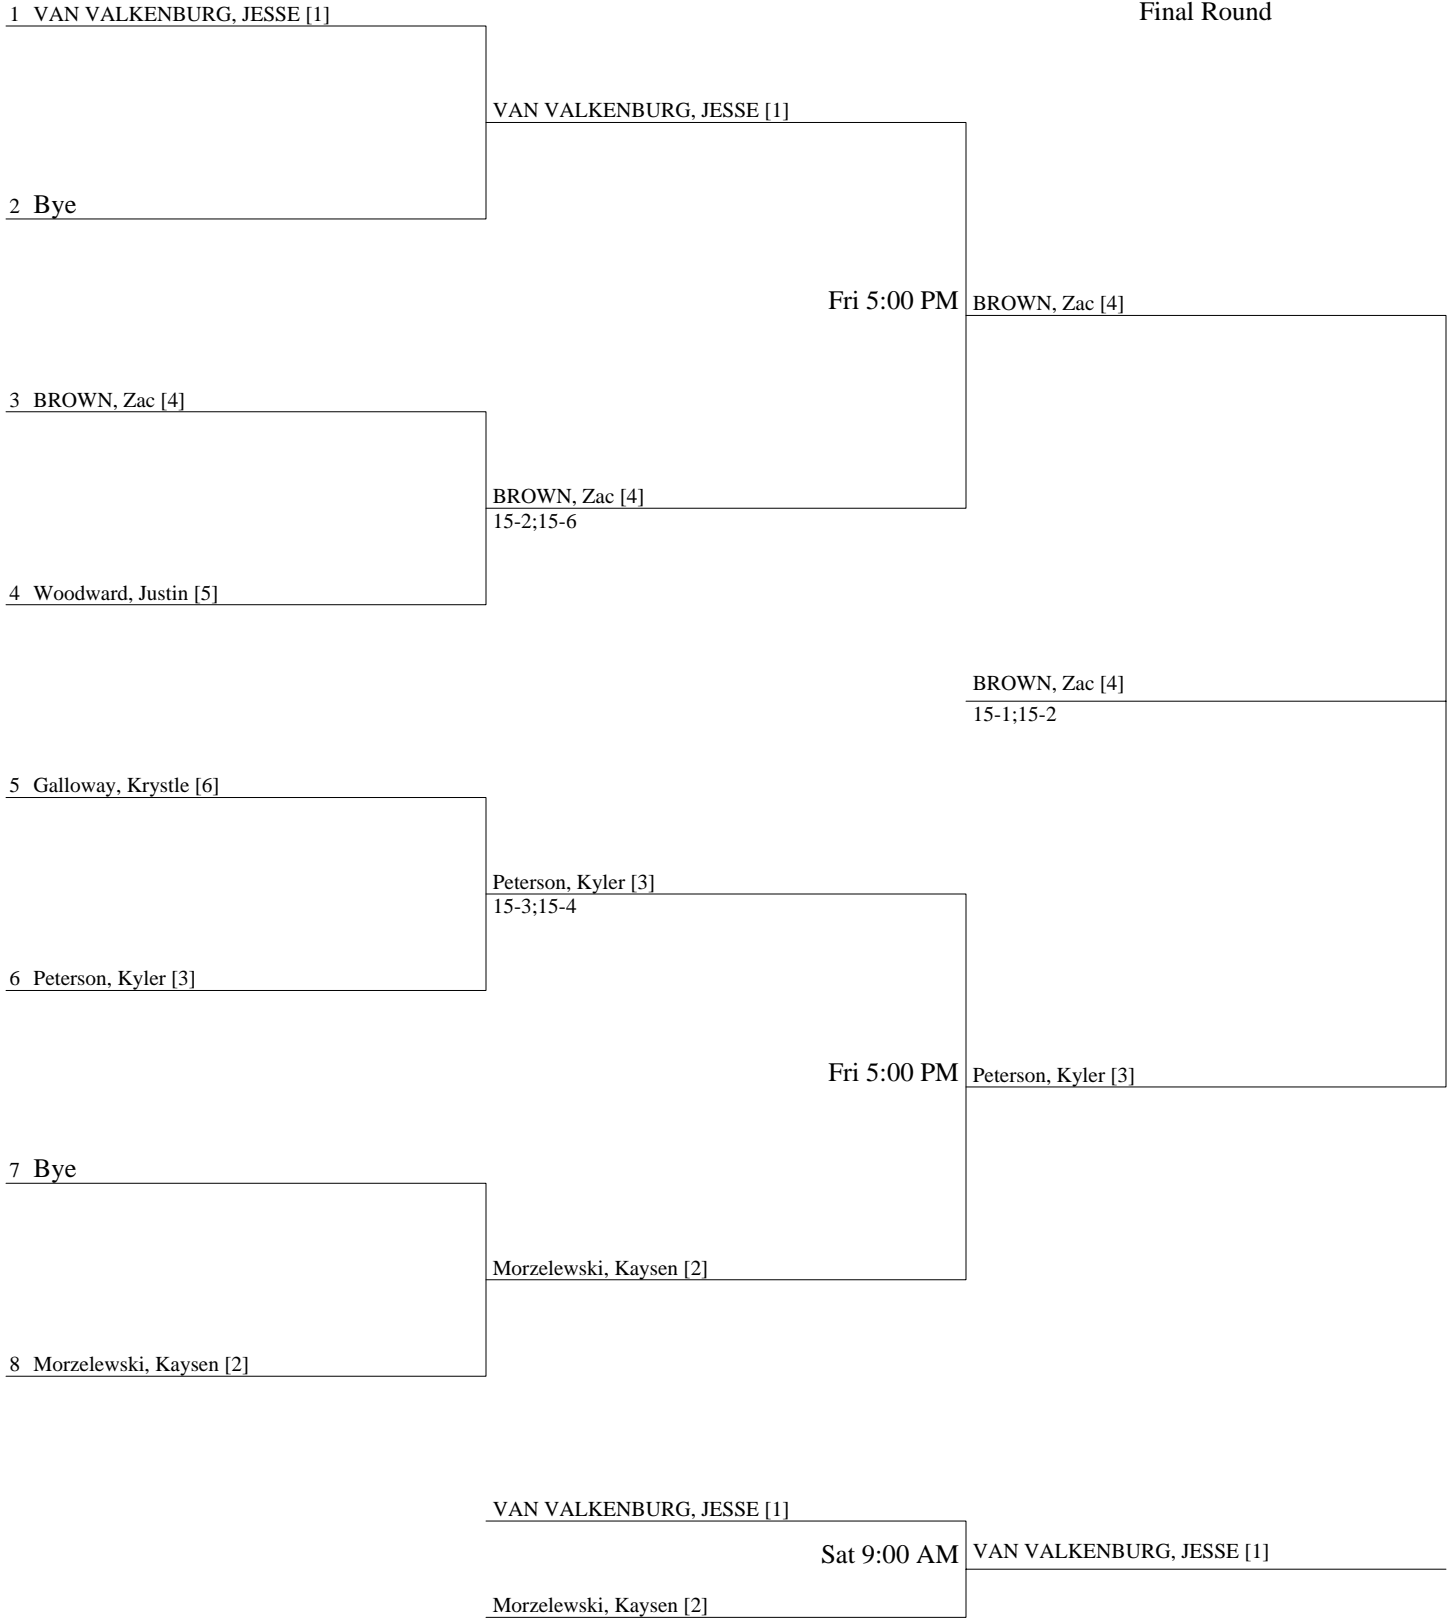 Final Round
1 VAN VALKENBURG, JESSE [1]
VAN VALKENBURG, JESSE [1]
2 Bye
Fri 5:00 PM
BROWN, Zac [4]
3 BROWN, Zac [4]
BROWN, Zac [4]
15-2;15-6
4 Woodward, Justin [5]
BROWN, Zac [4]
15-1;15-2
5 Galloway, Krystle [6]
Peterson, Kyler [3]
15-3;15-4
6 Peterson, Kyler [3]
Fri 5:00 PM
Peterson, Kyler [3]
7 Bye
Morzelewski, Kaysen [2]
8 Morzelewski, Kaysen [2]
VAN VALKENBURG, JESSE [1]
Sat 9:00 AM
VAN VALKENBURG, JESSE [1]
Morzelewski, Kaysen [2]